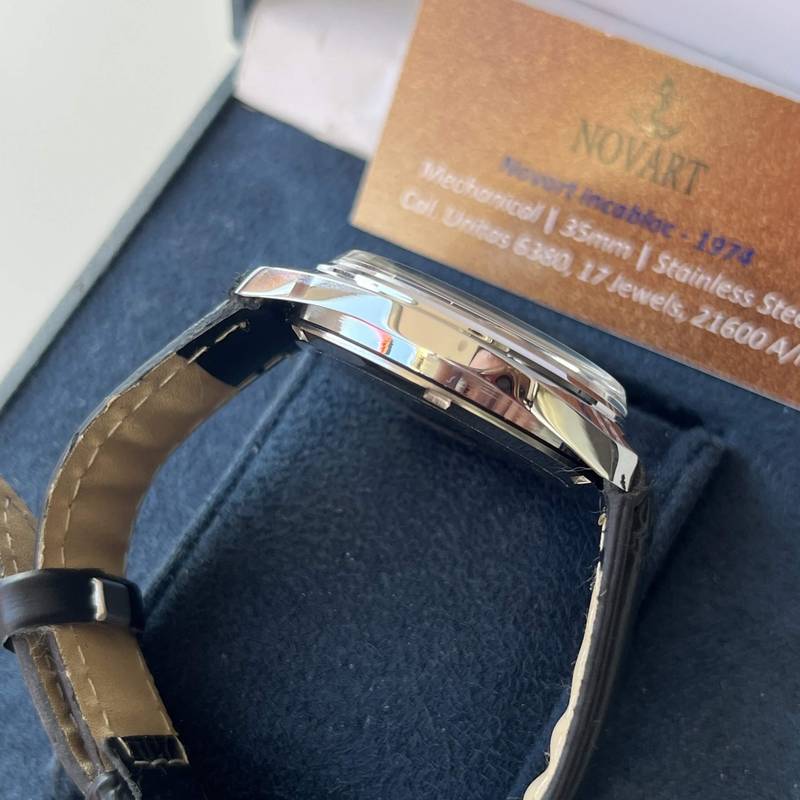 NOVART
Novart Incabloc - 1974
Mechanical | 35mm | Stainless Stee
Cal. Unitas 6380, 17 Jewels, 21600 A/